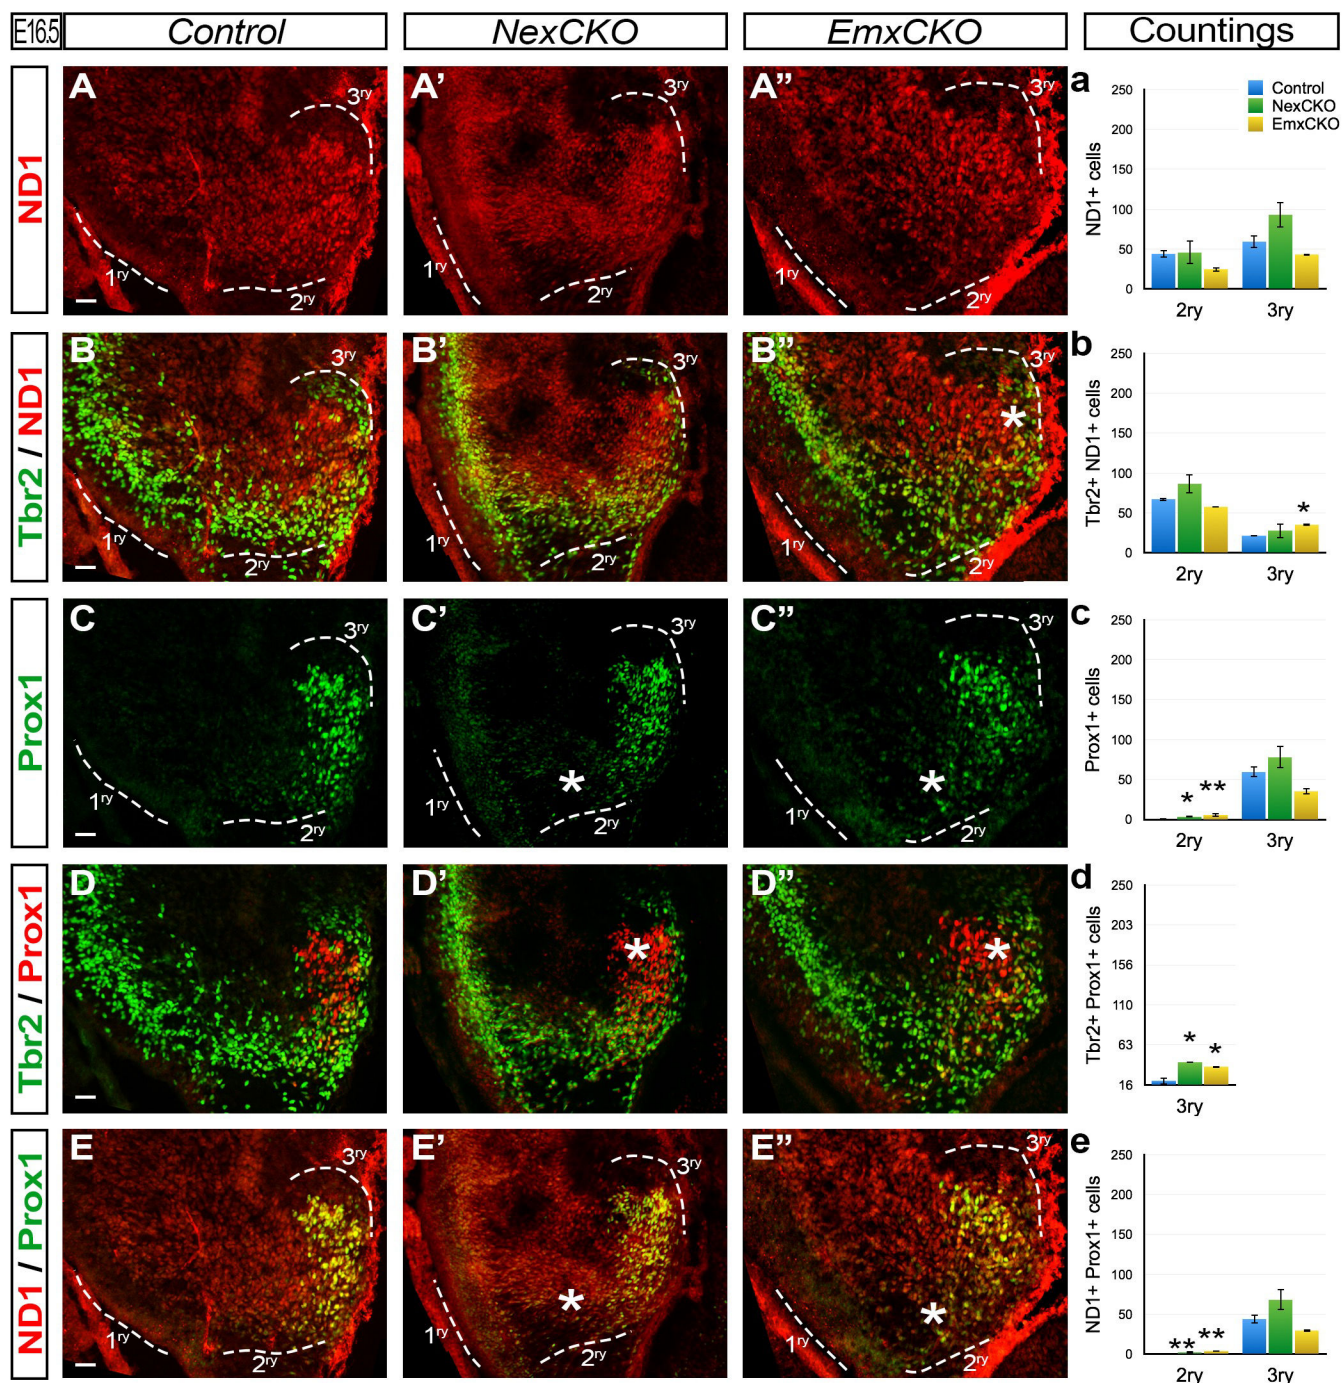 E16.5 Control NexCKO EmxCKO Countings
ND1
A 3ry 1ry 2ry
A' 3ry 1ry 2ry
A" 3ry 1ry 2ry
a
Control
NexCKO
EmxCKO
ND1+ cells
250
200
150
100
50
0
2ry 3ry
Tbr2 / ND1
B 3ry 1ry 2ry
B' 3ry 1ry 2ry
B" 3ry * 1ry 2ry
b
Tbr2+ ND1+ cells
250
200
150
100
50
0
*
2ry 3ry
Prox1
C 3ry 1ry 2ry
C' 3ry * 1ry 2ry
C" 3ry * 1ry 2ry
c
Prox1+ cells
250
200
150
100
50
0
* **
2ry 3ry
Tbr2 / Prox1
D
D' *
D" *
d
Tbr2+ Prox1+ cells
250
203
156
110
63
16
* *
3ry
ND1 / Prox1
E 3ry 1ry 2ry
E' 3ry * 1ry 2ry
E" 3ry * 1ry 2ry
e
ND1+ Prox1+ cells
250
200
150
100
50
0
** **
2ry 3ry